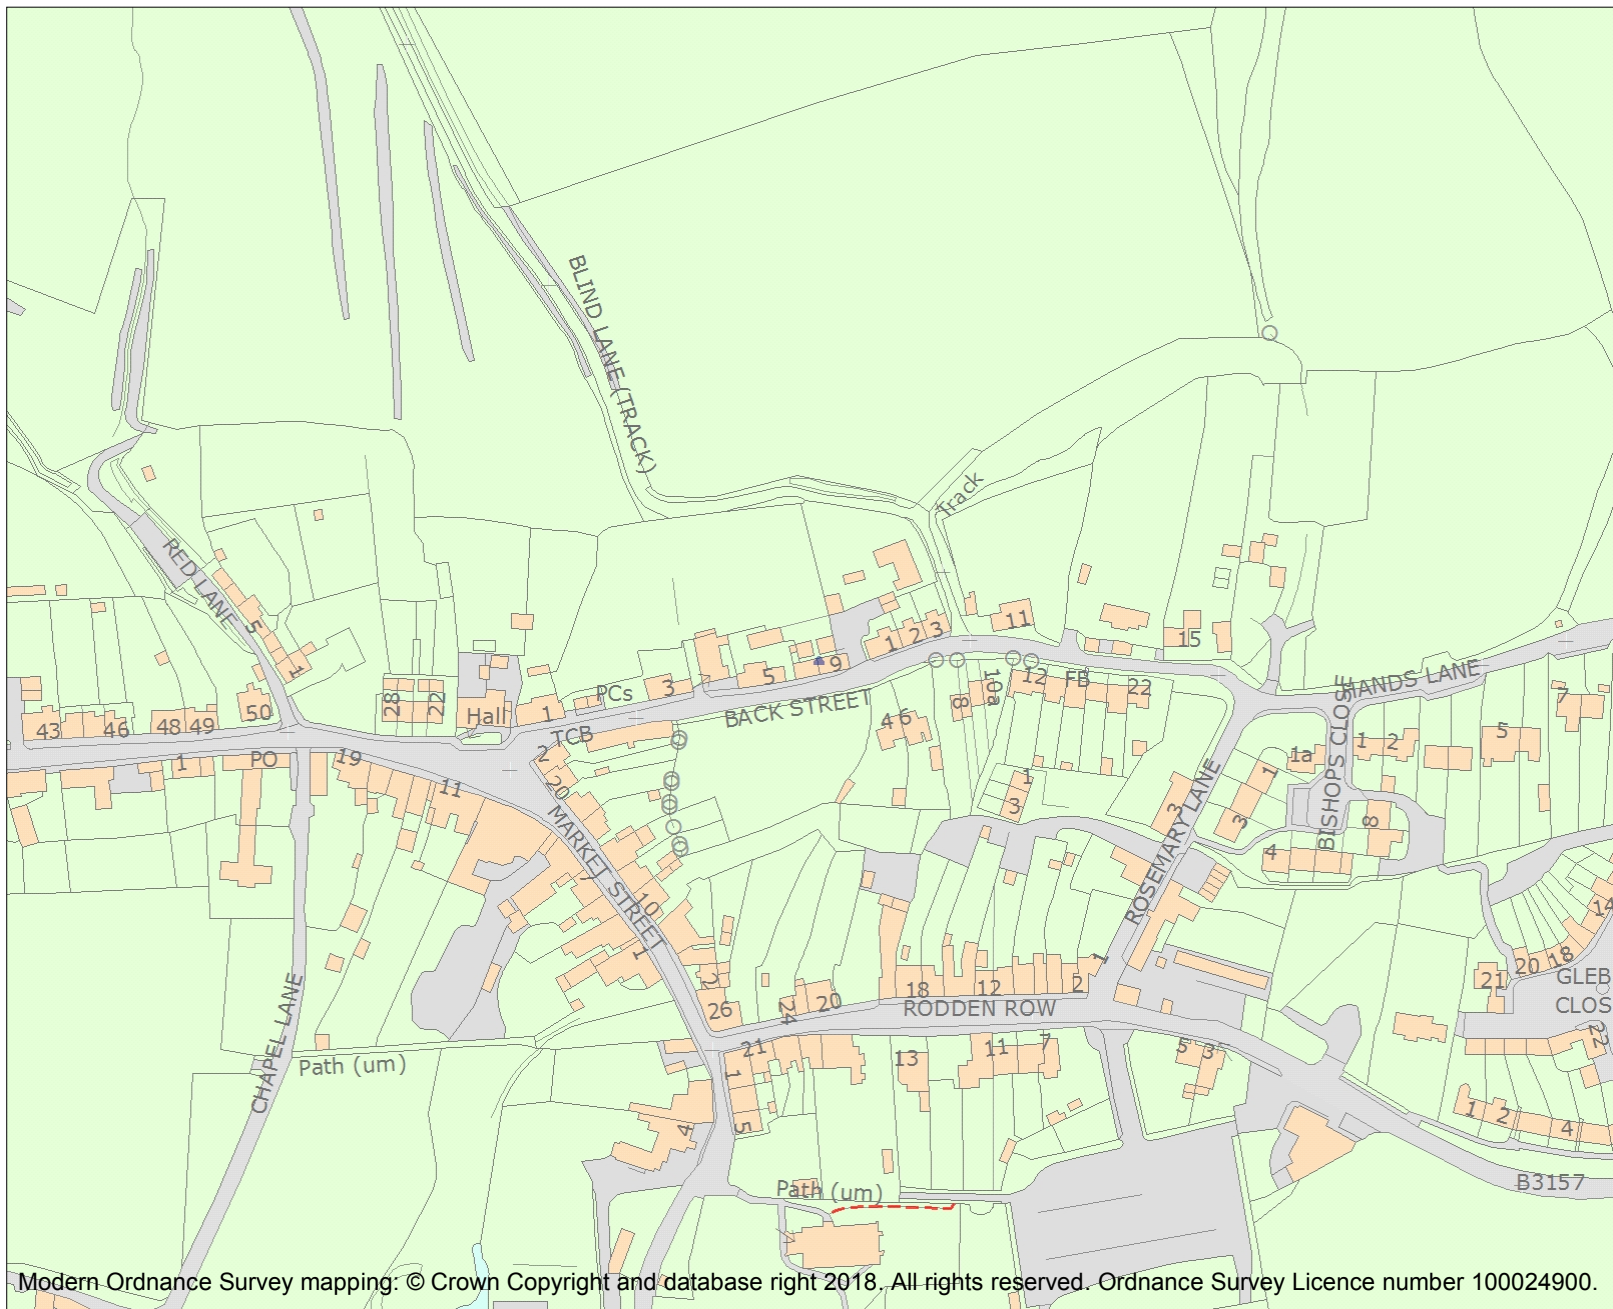 BLIND LANE (TRACK)
Track
RED LANE
5
1
11
15
1 2 3
9
5
3
PCs
1
Hall
28
22
43
46
48 49
50
BACK STREET
TCB
8
10a
12
FB
22
HANDS LANE
7
4 6
2
20
1
PO
19
11
1
3
MARKET STREET
10
1
ROSEMARY LANE
3
1
3
1a
1 2
5
BISHOPS CLOSE
8
4
14
18
20
21
GLEB
CLOS
22
2
26
24
20
18
12
2
1
RODDEN ROW
CHAPEL LANE
Path (um)
21
1
5
4
13
11
7
5
3
1
2
4
B3157
Path (um)
Modern Ordnance Survey mapping: © Crown Copyright and database right 2018. All rights reserved. Ordnance Survey Licence number 100024900.